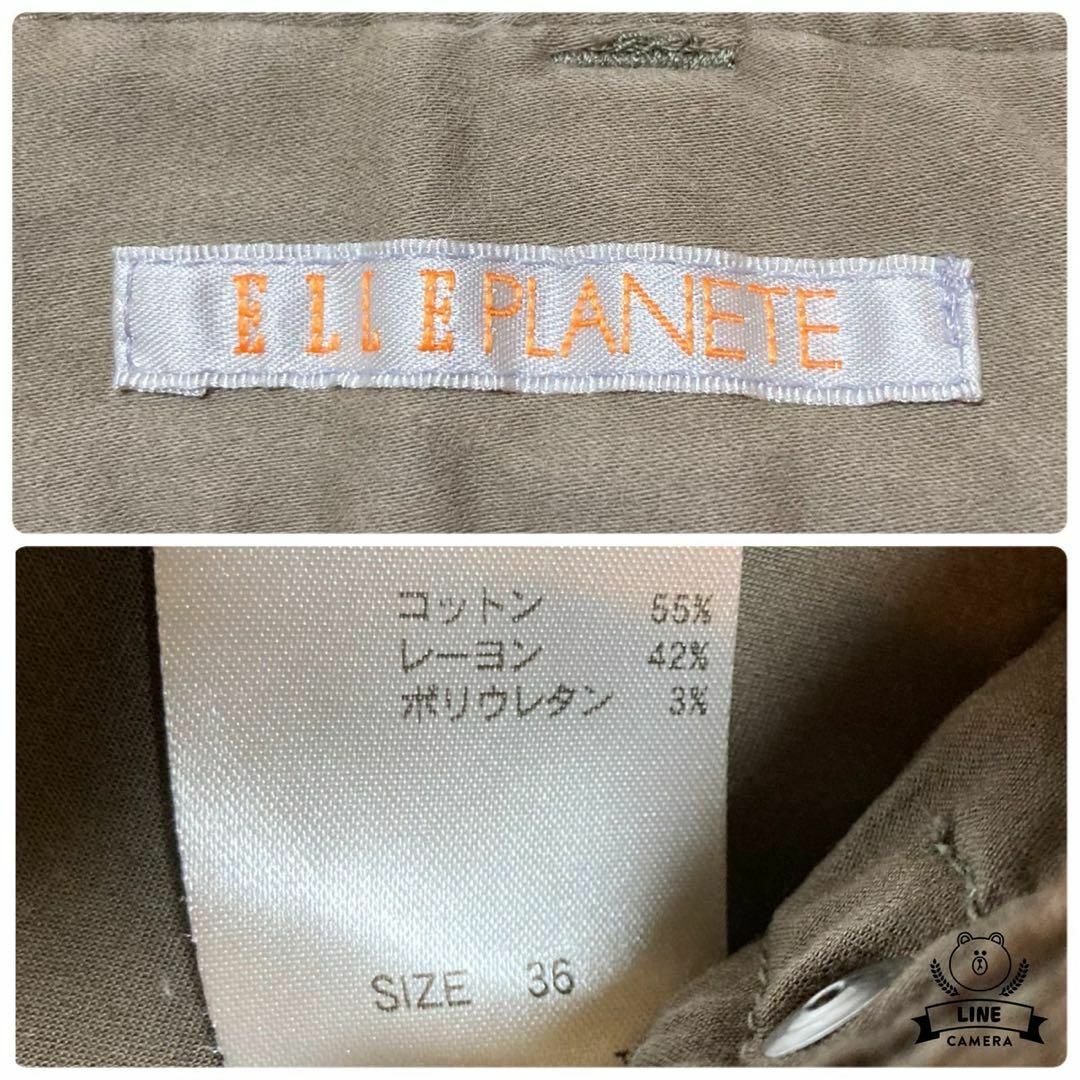 ELLE PLANETE
コットン 55%
レーヨン 42%
ポリウレタン 3%
SIZE 36
LINE
CAMERA